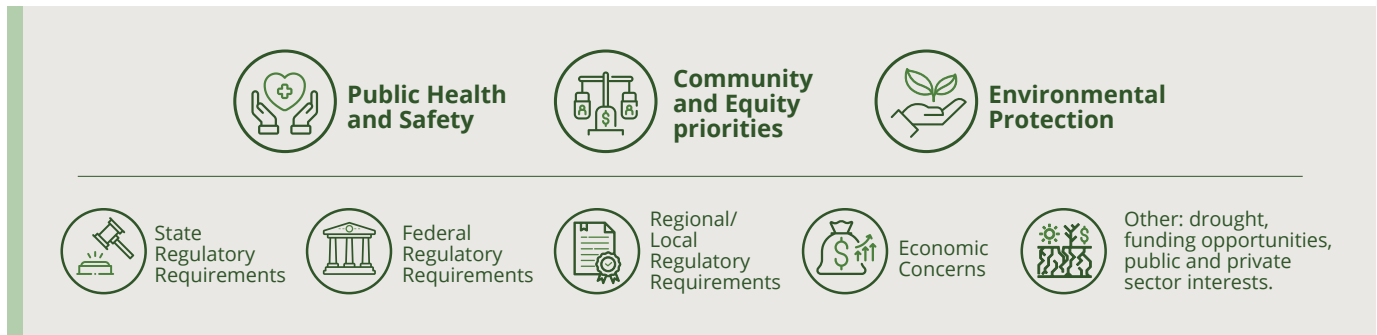 Public Health
and Safety
Community
and Equity
priorities
Environmental
Protection
State
Regulatory
Requirements
Federal
Regulatory
Requirements
Regional/
Local
Regulatory
Requirements
Economic
Concerns
Other: drought,
funding opportunities,
public and private
sector interests.